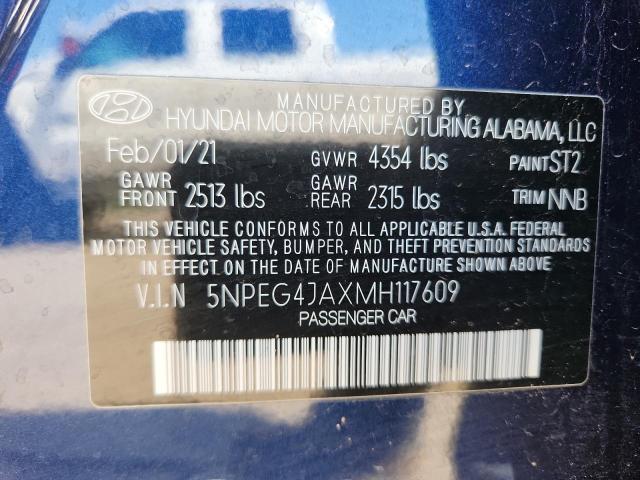 MANUFACTURED BY
HYUNDAI MOTOR MANUFACTURING ALABAMA, LLC
Feb/01/21 GVWR 4354 lbs PAINT ST2
GAWR FRONT 2513 lbs GAWR REAR 2315 lbs TRIM NNB
THIS VEHICLE CONFORMS TO ALL APPLICABLE U.S.A. FEDERAL
MOTOR VEHICLE SAFETY, BUMPER, AND THEFT PREVENTION STANDARDS
IN EFFECT ON THE DATE OF MANUFACTURE SHOWN ABOVE.
V.I.N 5NPEG4JAXMH117609
PASSENGER CAR